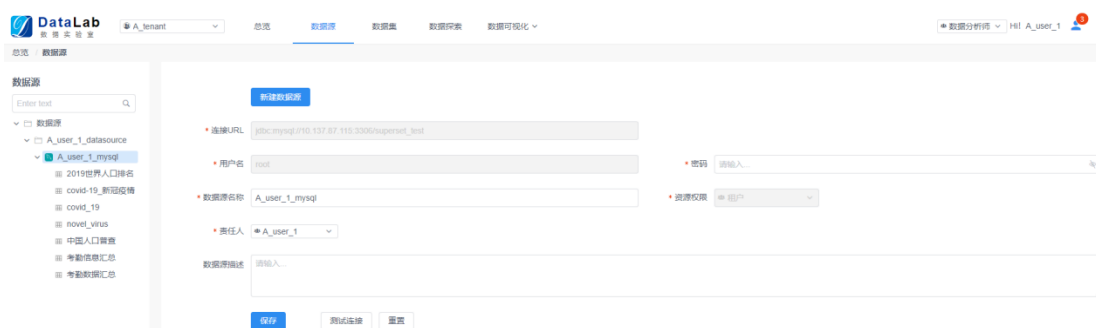 DataLab
数据实验室
A_tenant
总览 数据源 数据集 数据探索 数据可视化
数据分析师 Hi! A_user_1 3
总览 / 数据源
数据源
Enter text
数据源
A_user_1_datasource
A_user_1_mysql
2019世界人口排名
covid-19_新冠疫情
covid_19
novel_virus
中国人口普查
考勤信息汇总
考勤数据汇总
新建数据源
* 连接URL jdbc:mysql://10.137.87.115:3306/superset_test
* 用户名 root * 密码 请输入...
* 数据源名称 A_user_1_mysql * 资源权限 租户
* 责任人 A_user_1
数据源描述 请输入...
保存 测试连接 重置